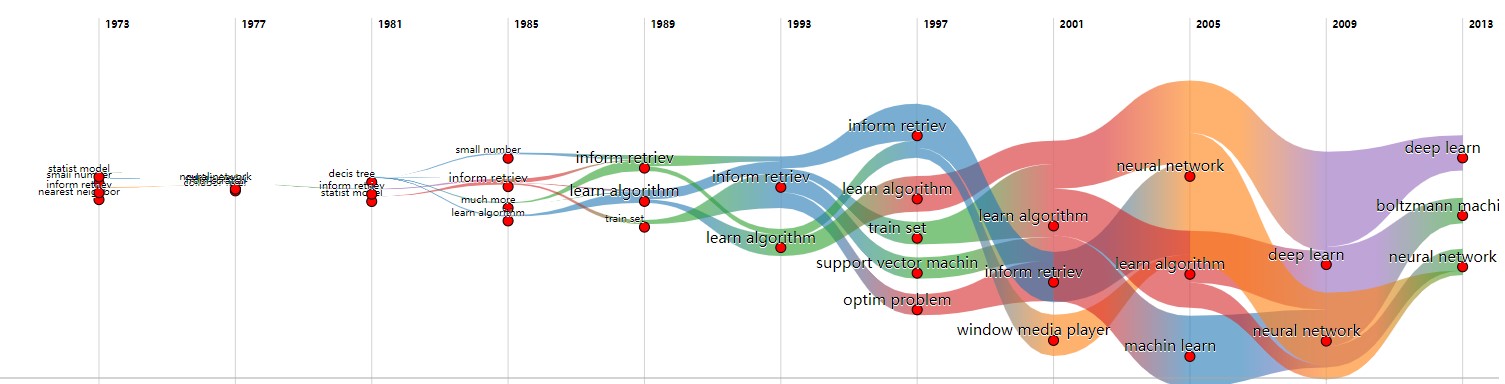 1973 1977 1981 1985 1989 1993 1997 2001 2005 2009 2013
statist model
small number
inform retriev
nearest neighbor
neural network
decis tree
inform retriev
statist model
small number
inform retriev
much more
learn algorithm
inform retriev
learn algorithm
train set
inform retriev
learn algorithm
inform retriev
learn algorithm
train set
support vector machin
optim problem
learn algorithm
inform retriev
window media player
neural network
learn algorithm
machin learn
deep learn
neural network
deep learn
boltzmann machi
neural network